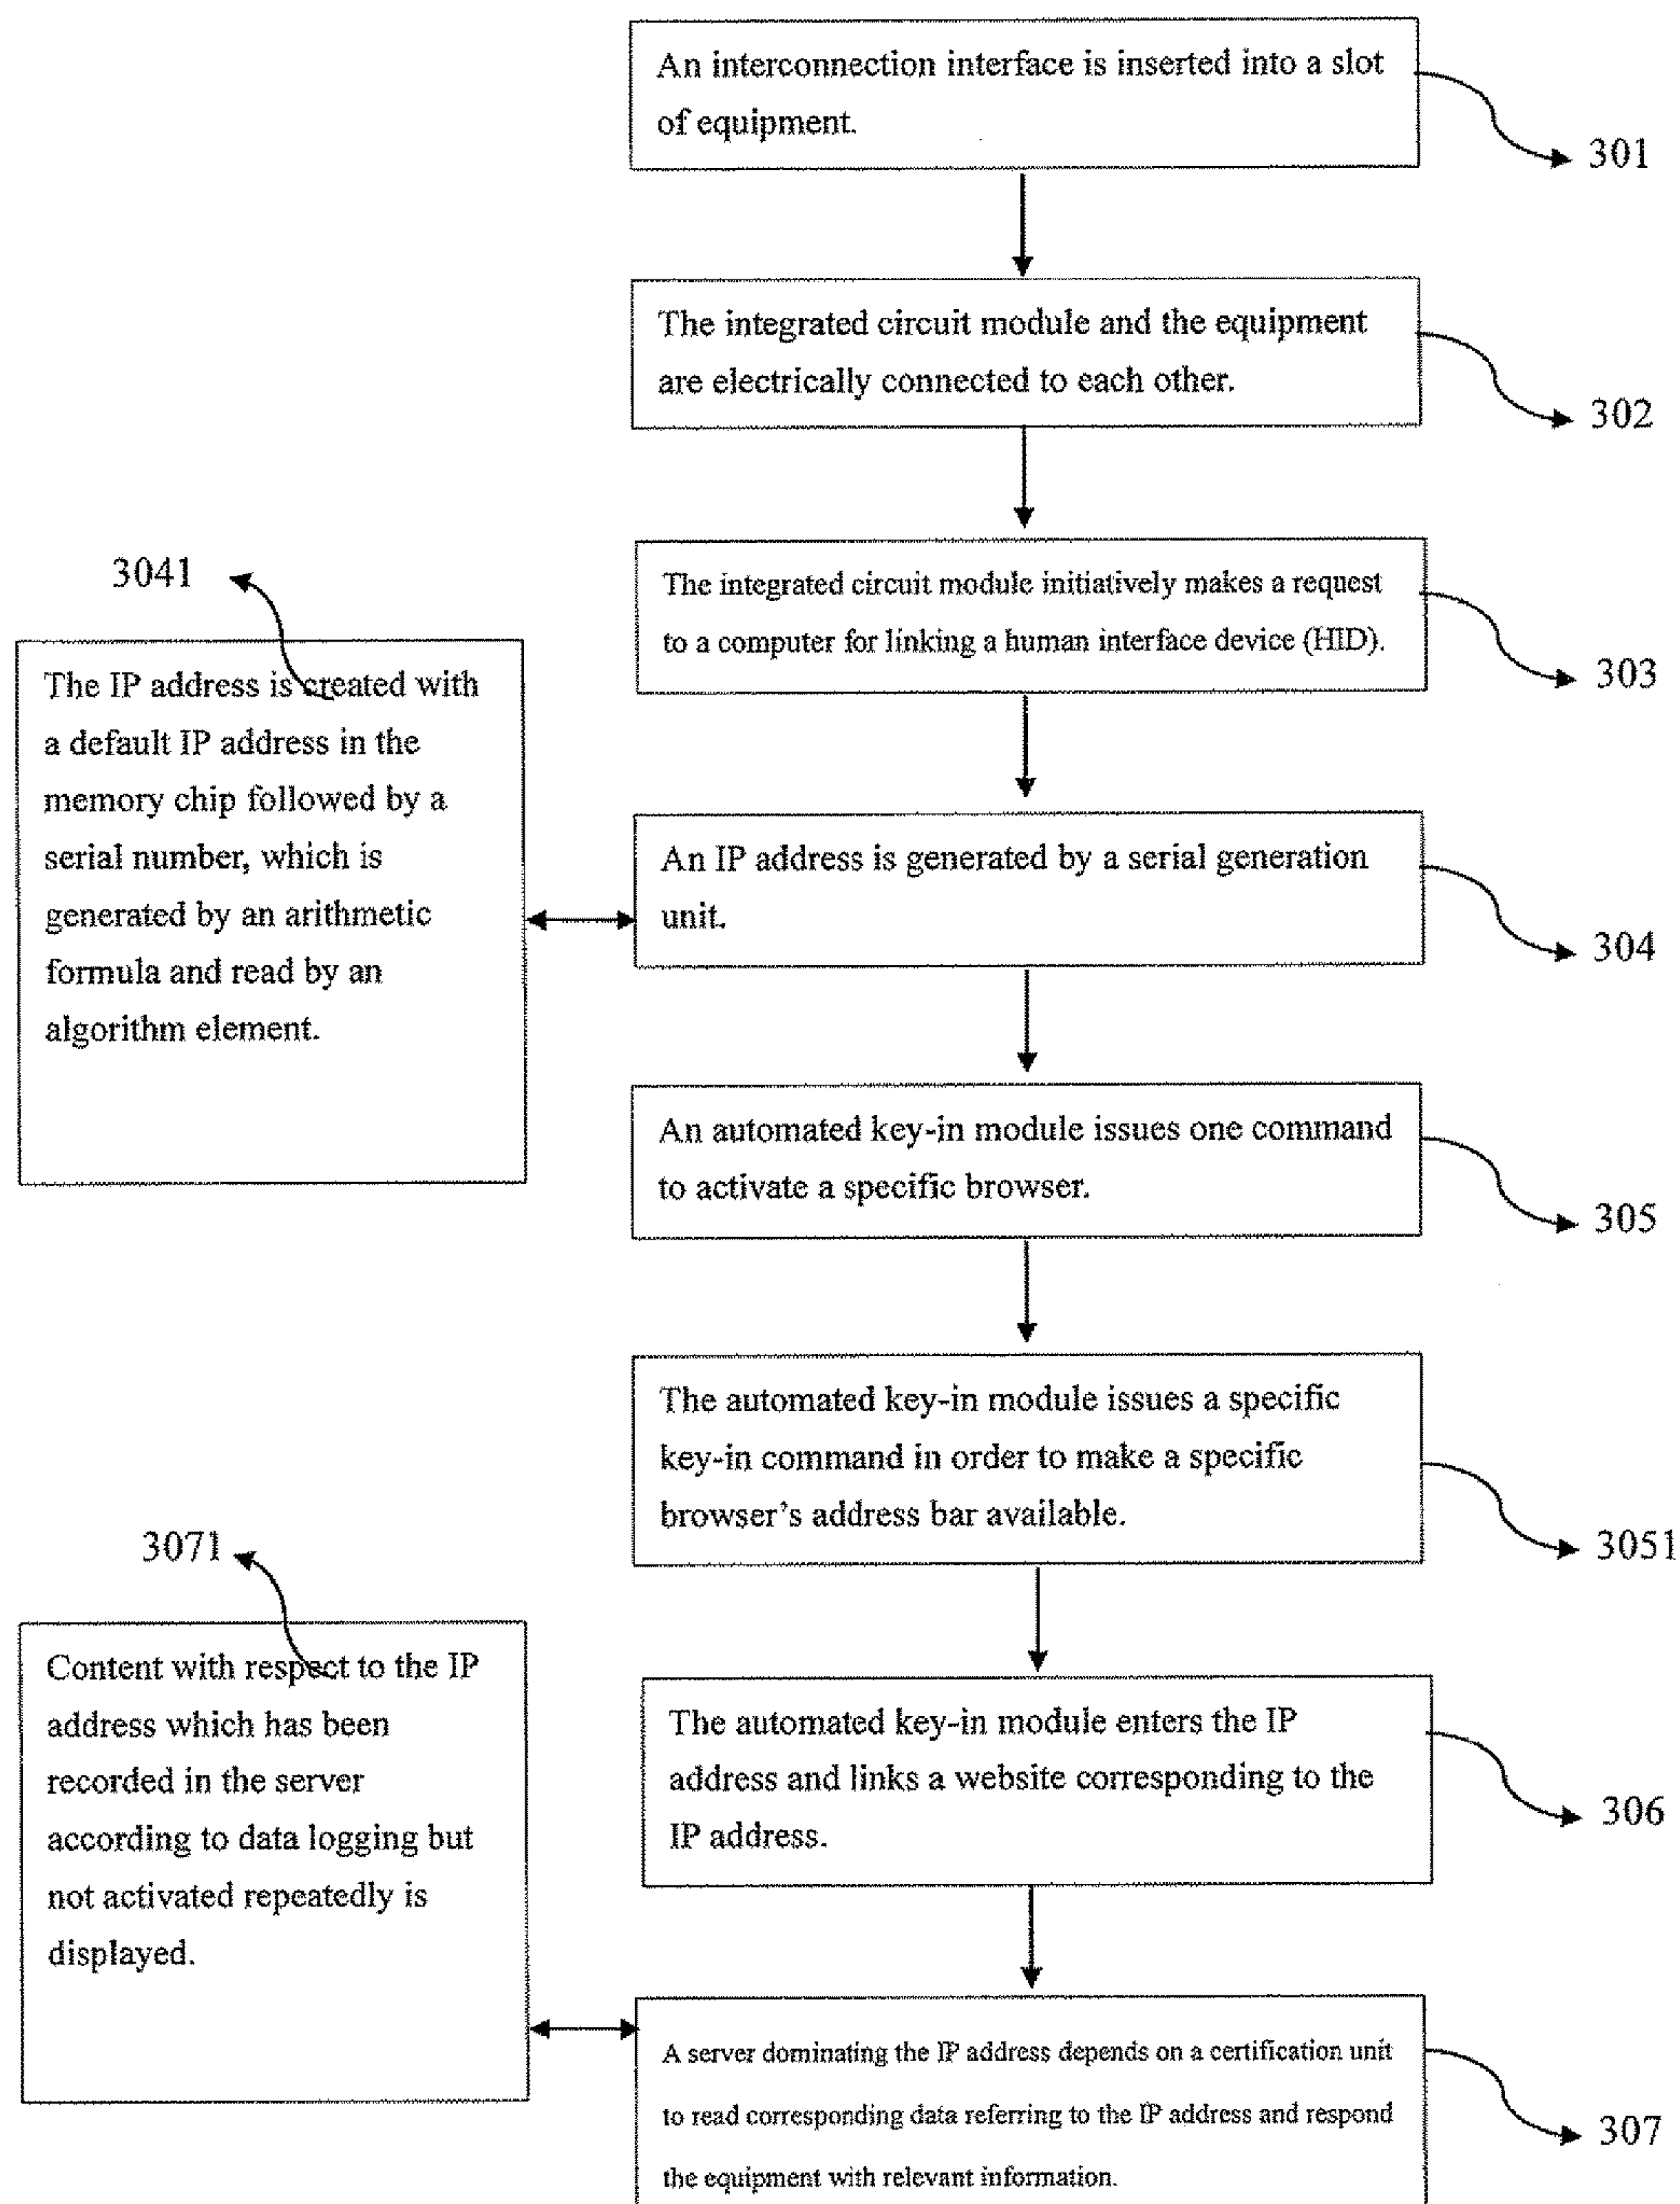 An interconnection interface is inserted into a slot
of equipment.
301
The integrated circuit module and the equipment
are electrically connected to each other.
302
The integrated circuit module initiatively makes a request
to a computer for linking a human interface device (HID).
303
3041
The IP address is created with
a default IP address in the
memory chip followed by a
serial number, which is
generated by an arithmetic
formula and read by an
algorithm element.
An IP address is generated by a serial generation
unit.
304
An automated key-in module issues one command
to activate a specific browser.
305
The automated key-in module issues a specific
key-in command in order to make a specific
browser's address bar available.
3051
3071
Content with respect to the IP
address which has been
recorded in the server
according to data logging but
not activated repeatedly is
displayed.
The automated key-in module enters the IP
address and links a website corresponding to the
IP address.
306
A server dominating the IP address depends on a certification unit
to read corresponding data referring to the IP address and respond
the equipment with relevant information.
307